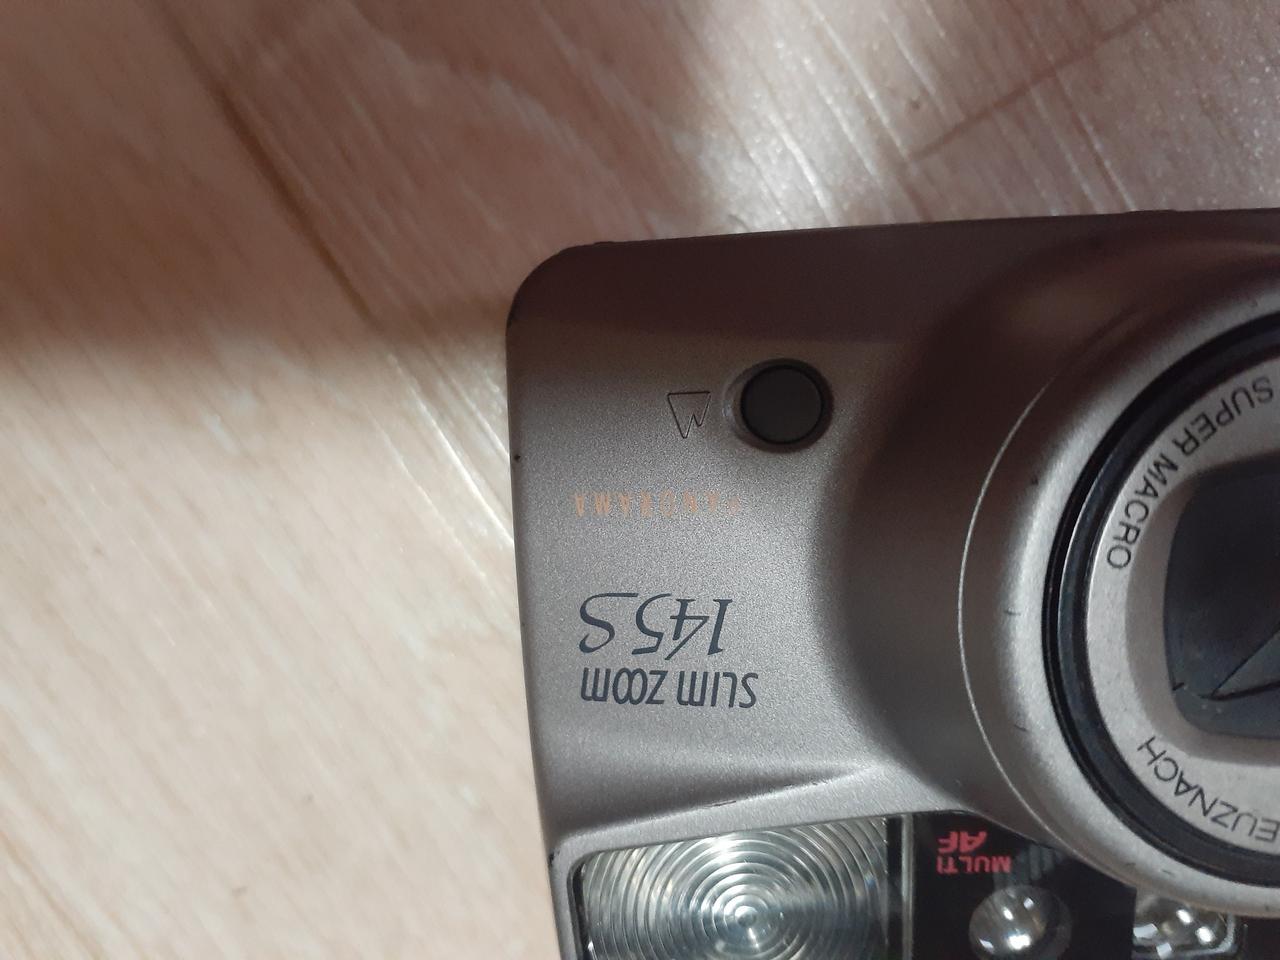 MULTI
AF
SLIM ZOOM
145 S
PANORAMA
EUZNACH
SUPER MACRO